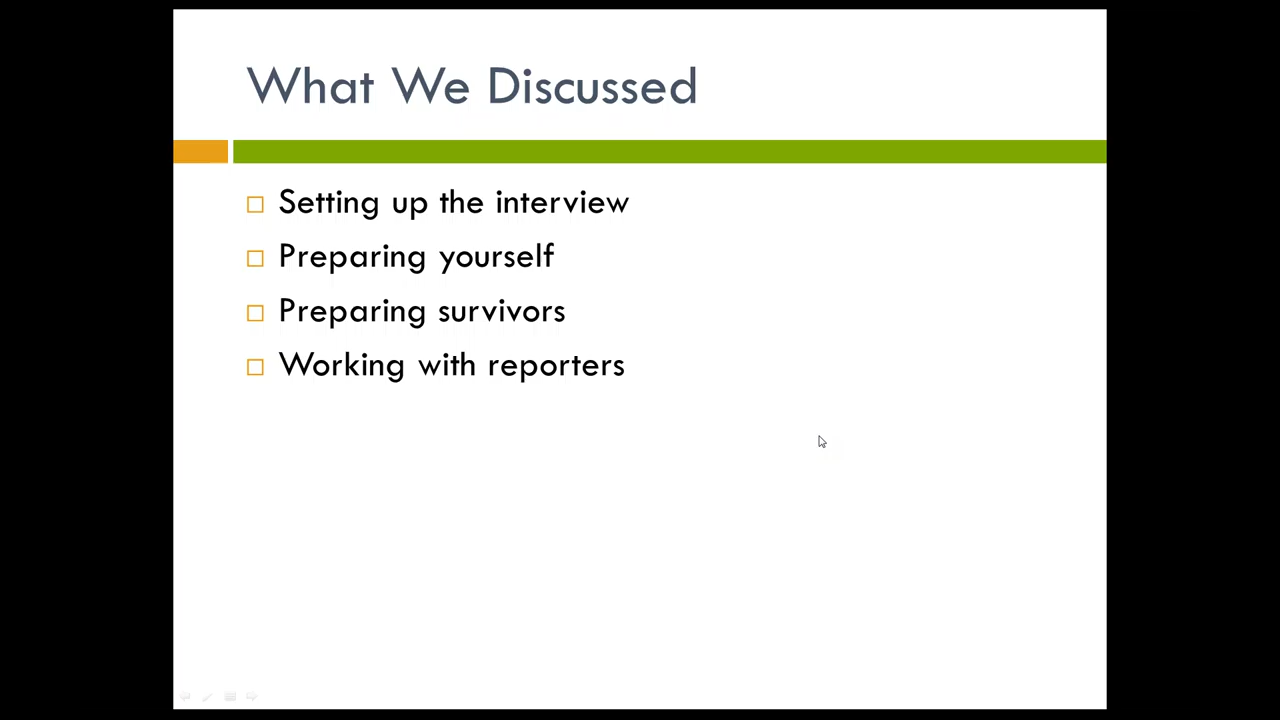 What We Discussed
Setting up the interview
Preparing yourself
Preparing survivors
Working with reporters